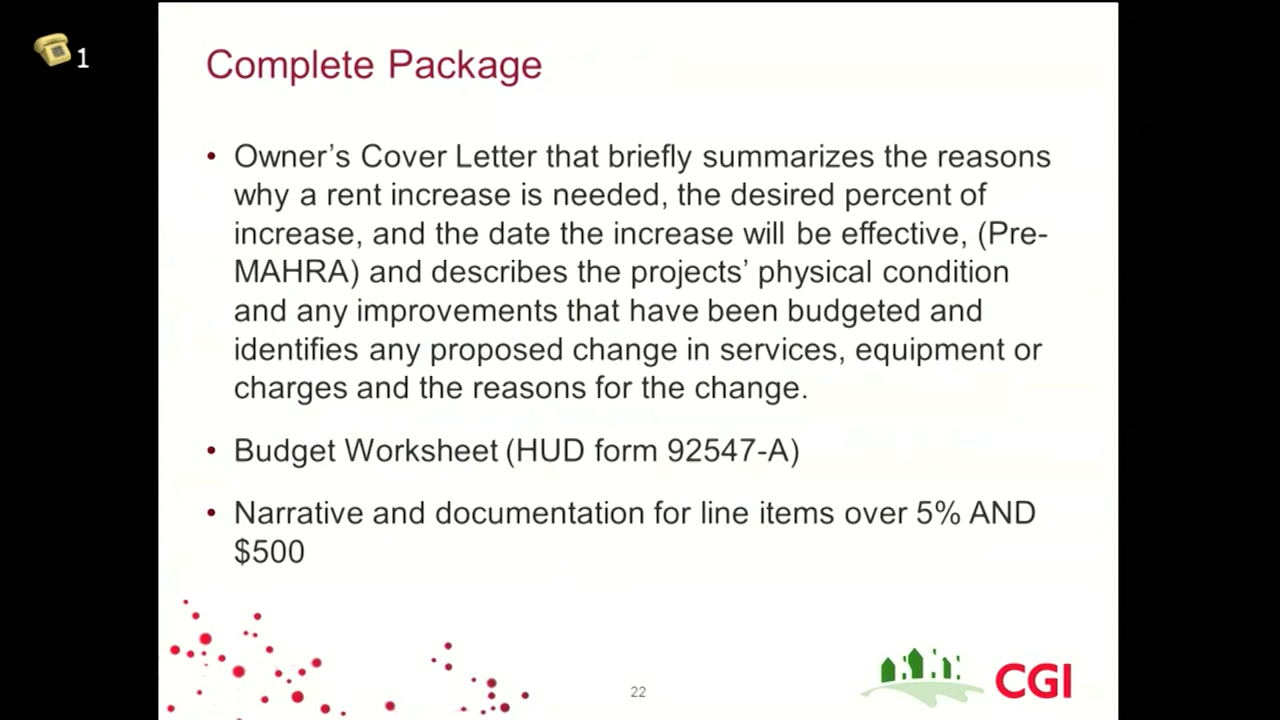 1
Complete Package
• Owner’s Cover Letter that briefly summarizes the reasons
why a rent increase is needed, the desired percent of
increase, and the date the increase will be effective, (Pre-
MAHRA) and describes the projects’ physical condition
and any improvements that have been budgeted and
identifies any proposed change in services, equipment or
charges and the reasons for the change.
• Budget Worksheet (HUD form 92547-A)
• Narrative and documentation for line items over 5% AND
$500
22
CGI